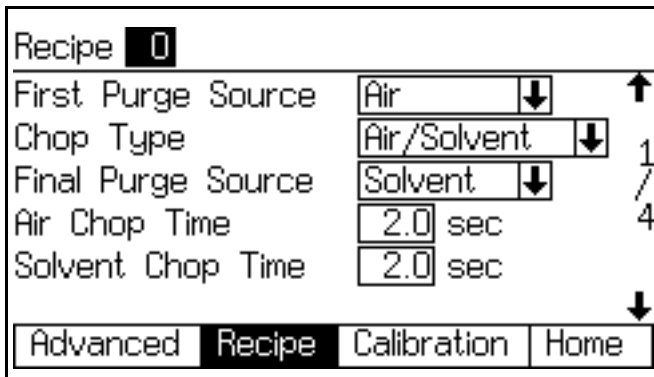 Recipe 0
First Purge Source Air
Chop Type Air/Solvent
Final Purge Source Solvent
Air Chop Time 2.0 sec
Solvent Chop Time 2.0 sec
1/4
Advanced Recipe Calibration Home